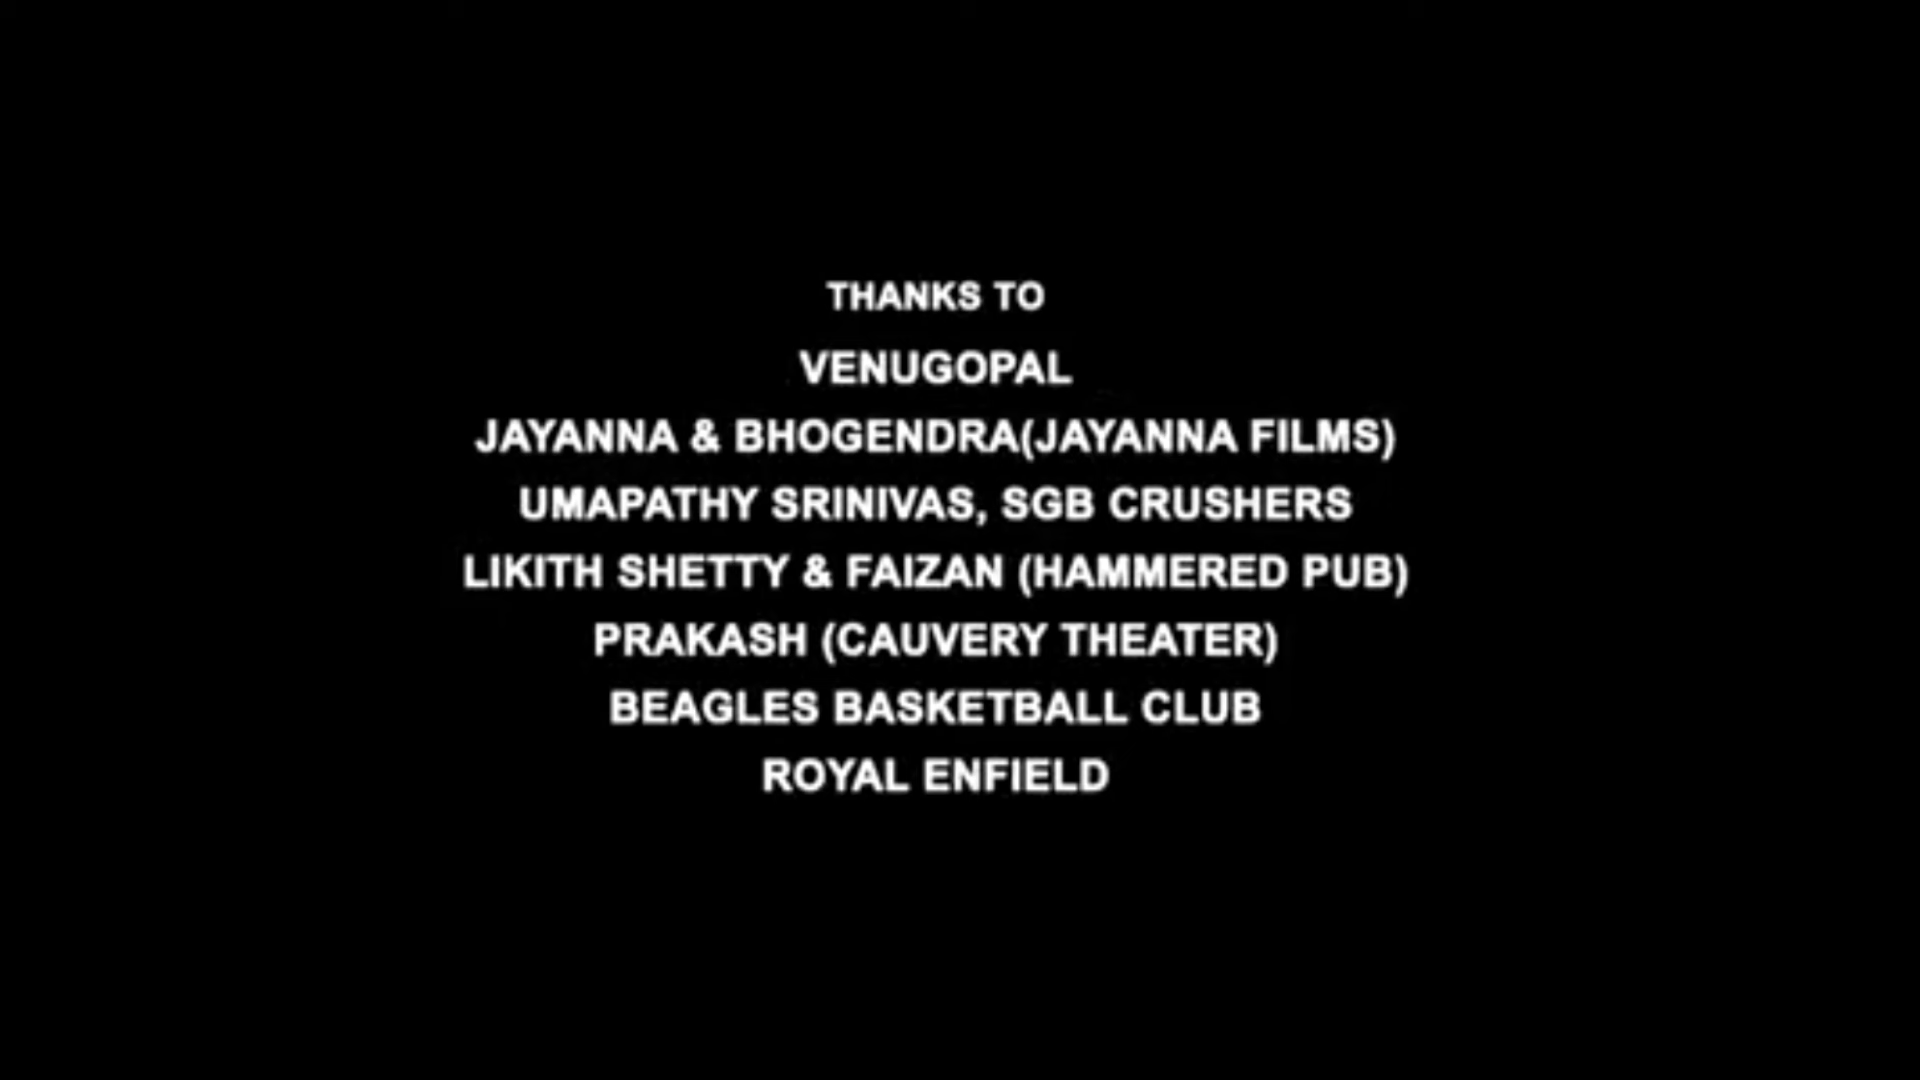 THANKS TO
VENUGOPAL
JAYANNA & BHOGENDRA(JAYANNA FILMS)
UMAPATHY SRINIVAS, SGB CRUSHERS
LIKITH SHETTY & FAIZAN (HAMMERED PUB)
PRAKASH (CAUVERY THEATER)
BEAGLES BASKETBALL CLUB
ROYAL ENFIELD